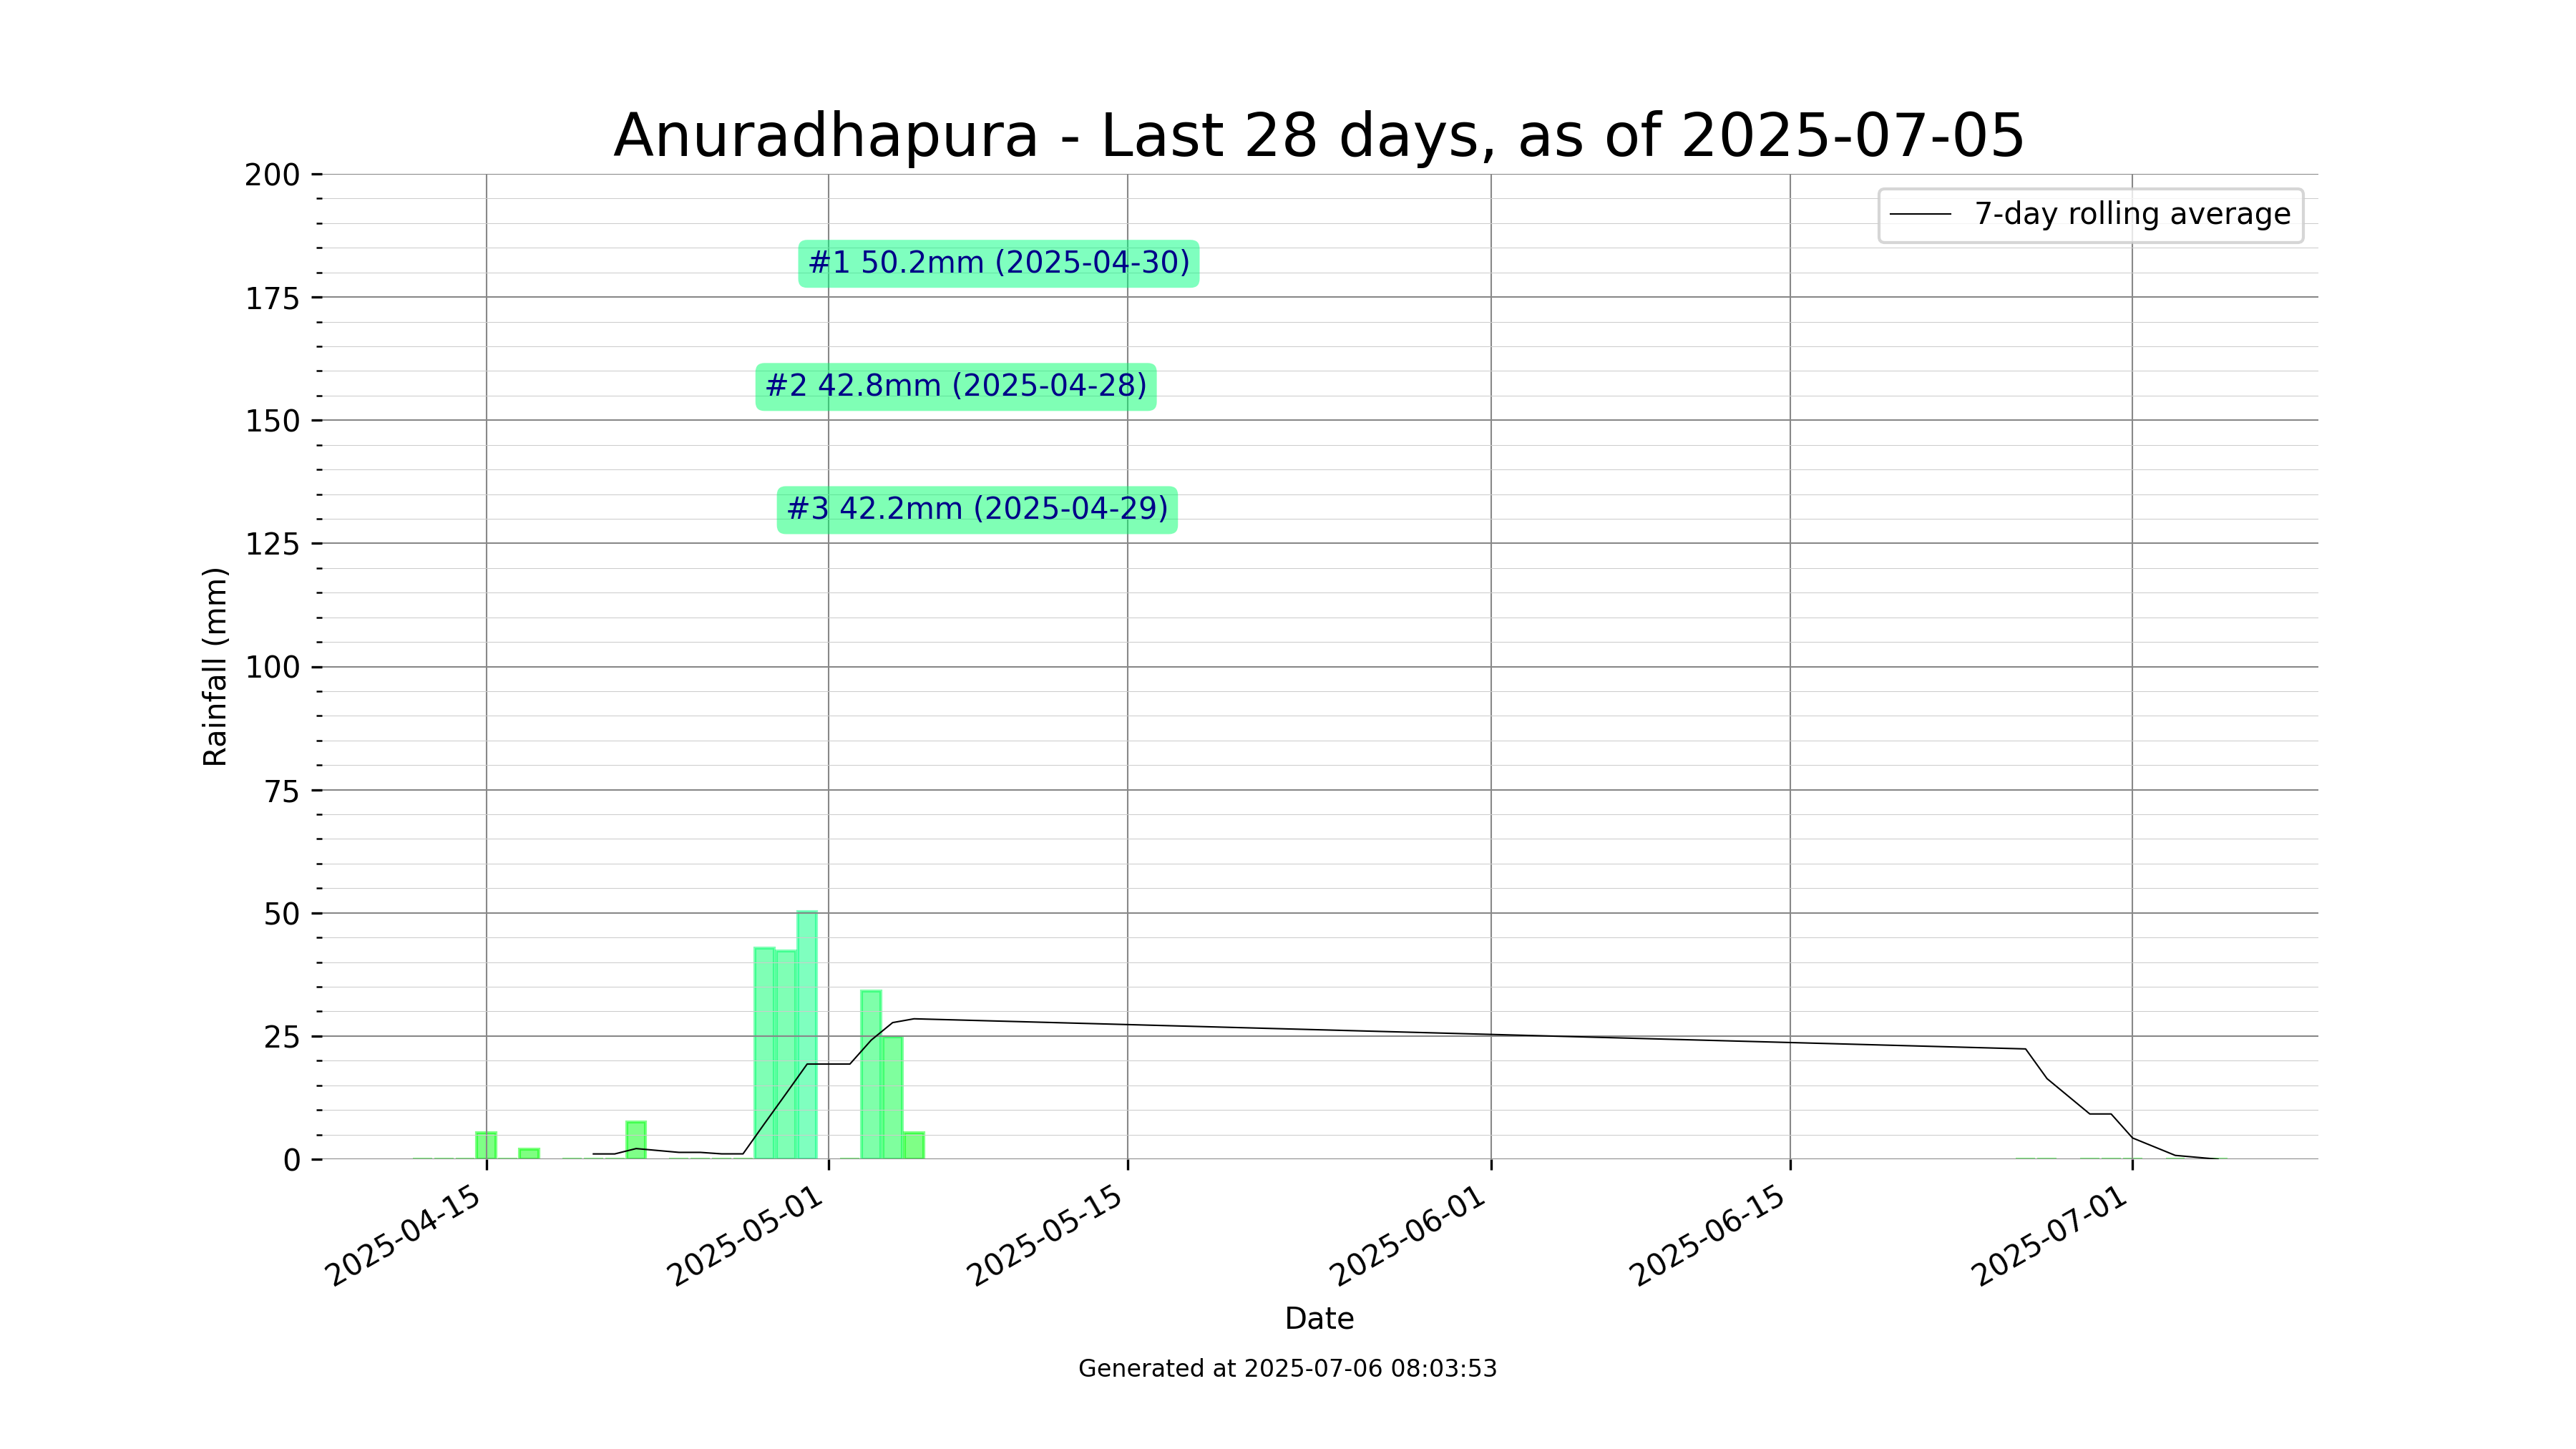 Anuradhapura - Last 28 days, as of 2025-07-05
7-day rolling average
#1 50.2mm (2025-04-30)
#2 42.8mm (2025-04-28)
#3 42.2mm (2025-04-29)
Rainfall (mm)
200
175
150
125
100
75
50
25
0
2025-04-15
2025-05-01
2025-05-15
2025-06-01
2025-06-15
2025-07-01
Date
Generated at 2025-07-06 08:03:53